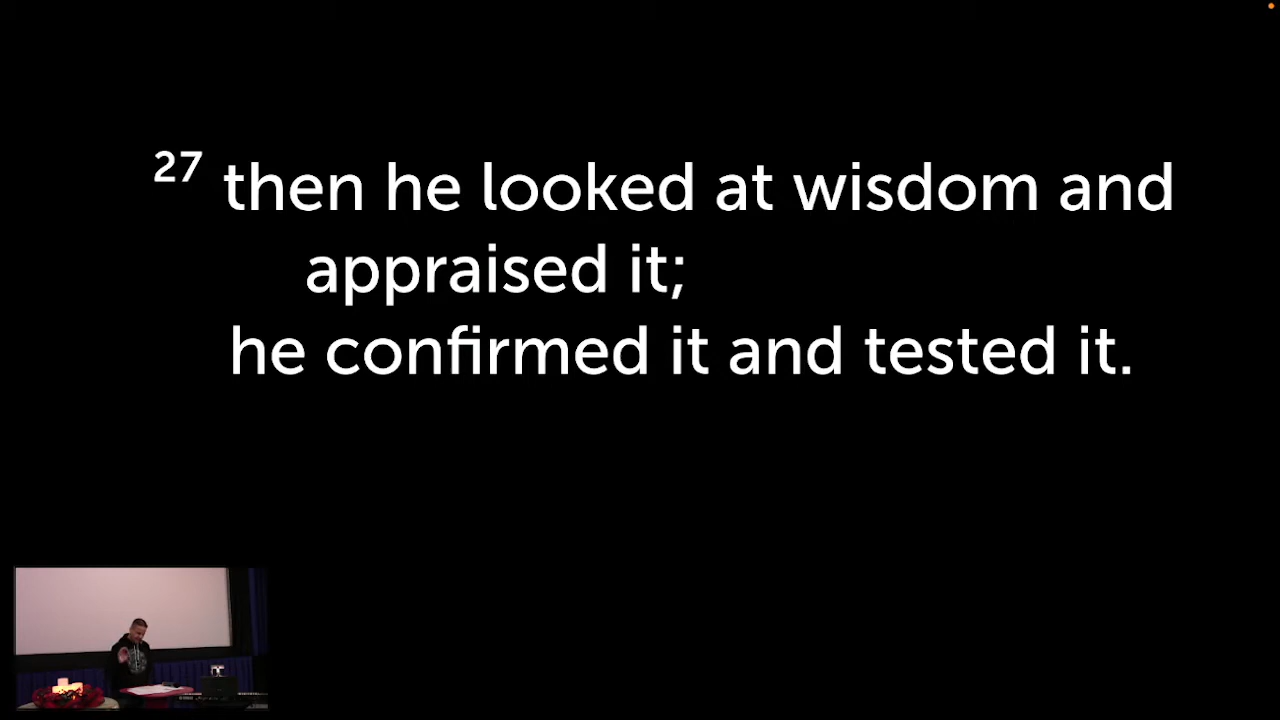 27 then he looked at wisdom and
appraised it;
he confirmed it and tested it.